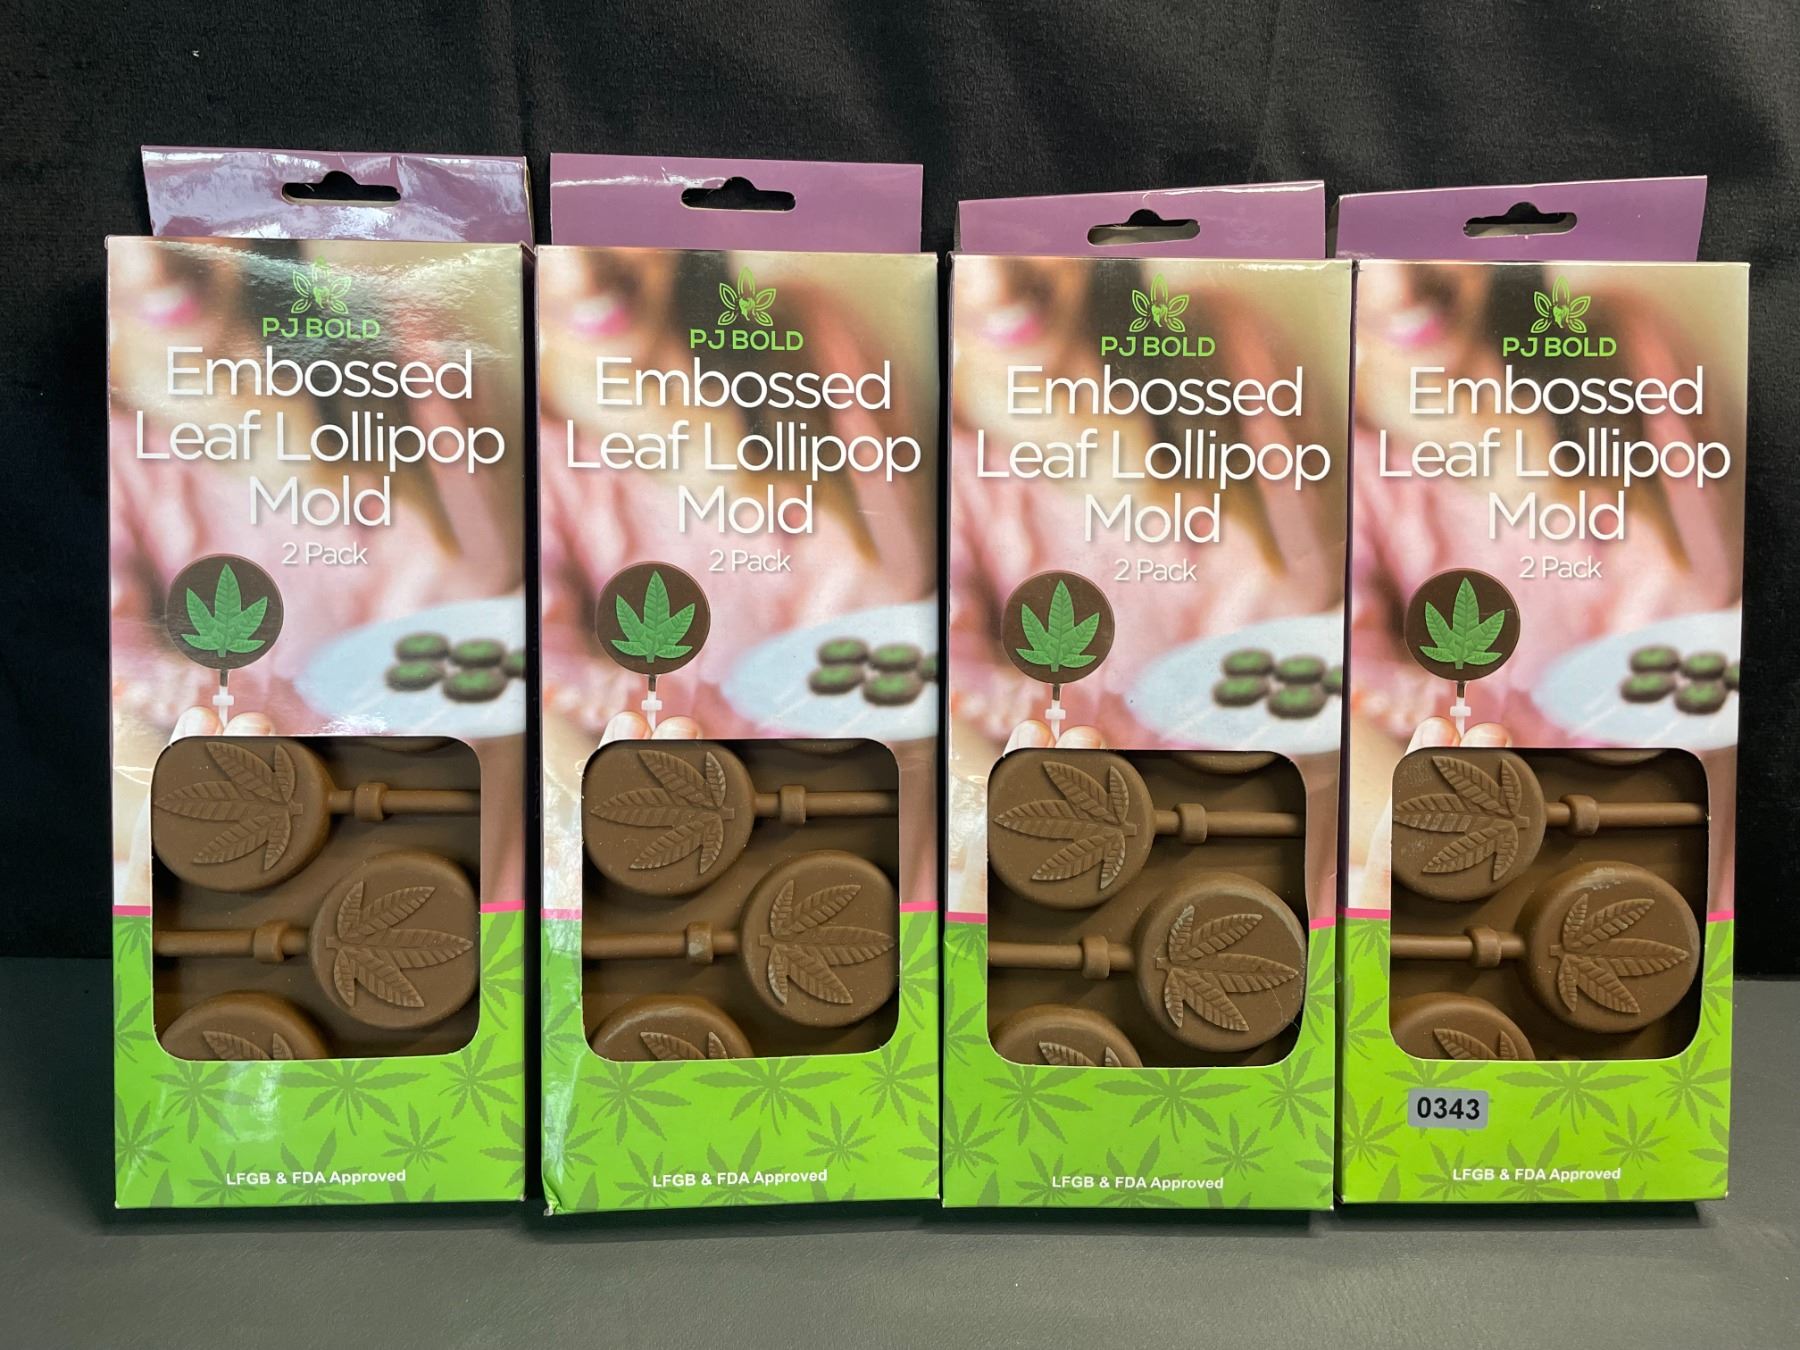 PJ BOLD
Embossed
Leaf Lollipop
Mold
2 Pack
LFGB & FDA Approved
PJ BOLD
Embossed
Leaf Lollipop
Mold
2 Pack
LFGB & FDA Approved
PJ BOLD
Embossed
Leaf Lollipop
Mold
2 Pack
LFGB & FDA Approved
PJ BOLD
Embossed
Leaf Lollipop
Mold
2 Pack
0343
LFGB & FDA Approved